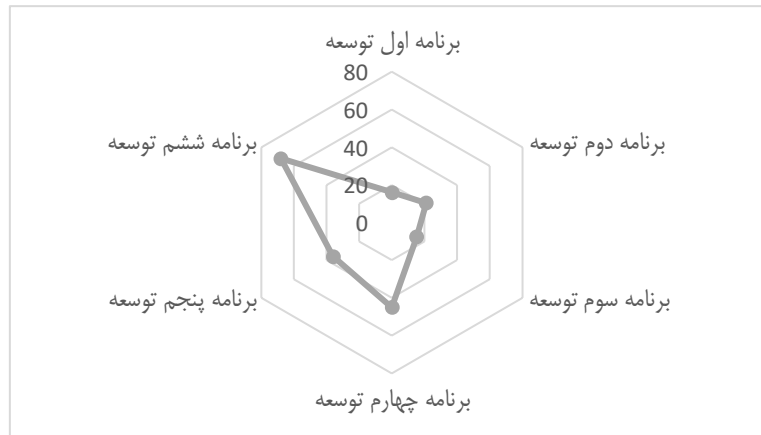 برنامه اول توسعه
80
60
40
20
0
برنامه دوم توسعه
برنامه سوم توسعه
برنامه چهارم توسعه
برنامه پنجم توسعه
برنامه ششم توسعه